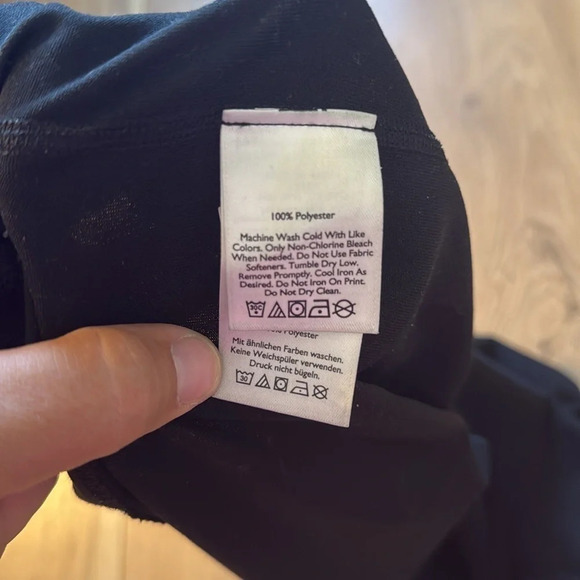 100% Polyester
Machine Wash Cold With Like
Colors. Only Non-Chlorine Bleach
When Needed. Do Not Use Fabric
Softeners. Tumble Dry Low.
Remove Promptly. Cool Iron As
Desired. Do Not Iron On Print.
Do Not Dry Clean.
30C
Polyester
Mit ähnlichen Farben waschen.
Keine Weichspüler verwenden.
Druck nicht bügeln.
30